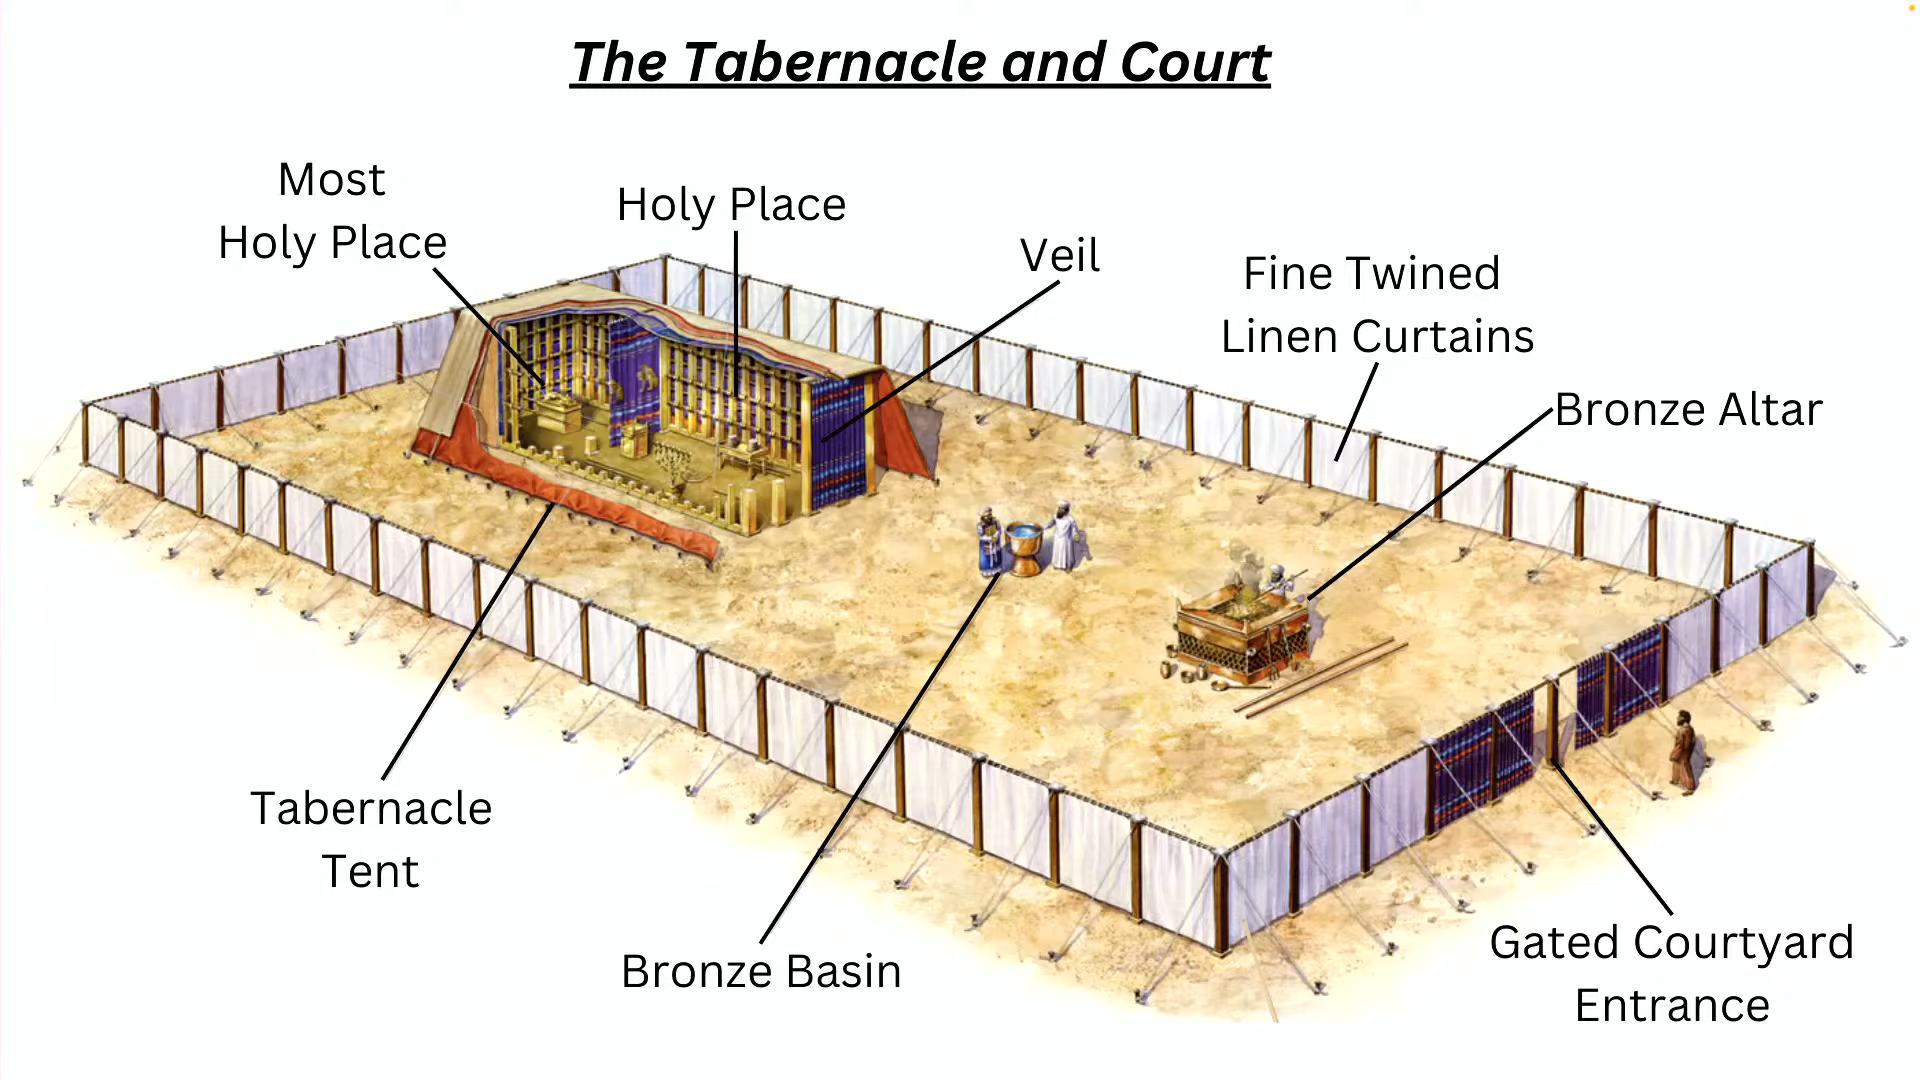 The Tabernacle and Court
Most
Holy Place
Holy Place
Veil
Fine Twined
Linen Curtains
Bronze Altar
Tabernacle
Tent
Bronze Basin
Gated Courtyard
Entrance